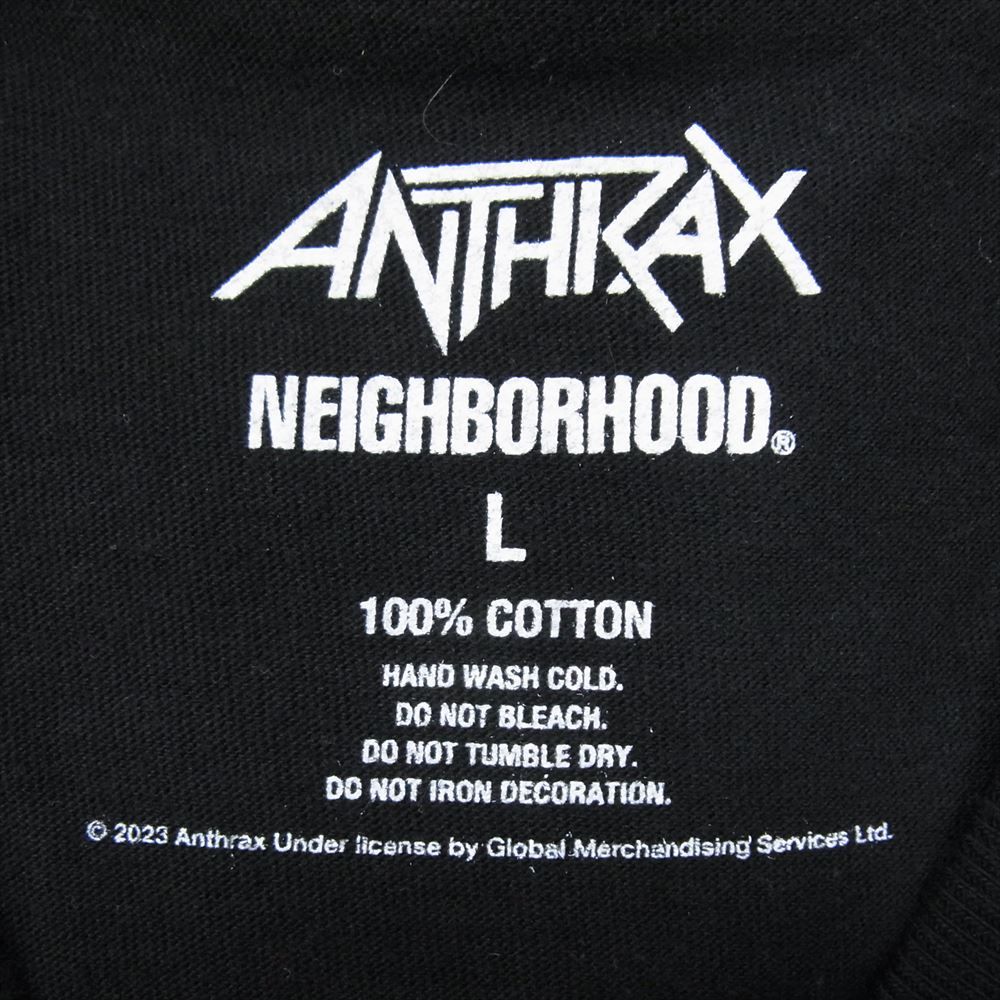 ANTHRAX
NEIGHBORHOOD®
L
100% COTTON
HAND WASH COLD.
DO NOT BLEACH.
DO NOT TUMBLE DRY.
DO NOT IRON DECORATION.
© 2023 Anthrax Under license by Global Merchandising Services Ltd.